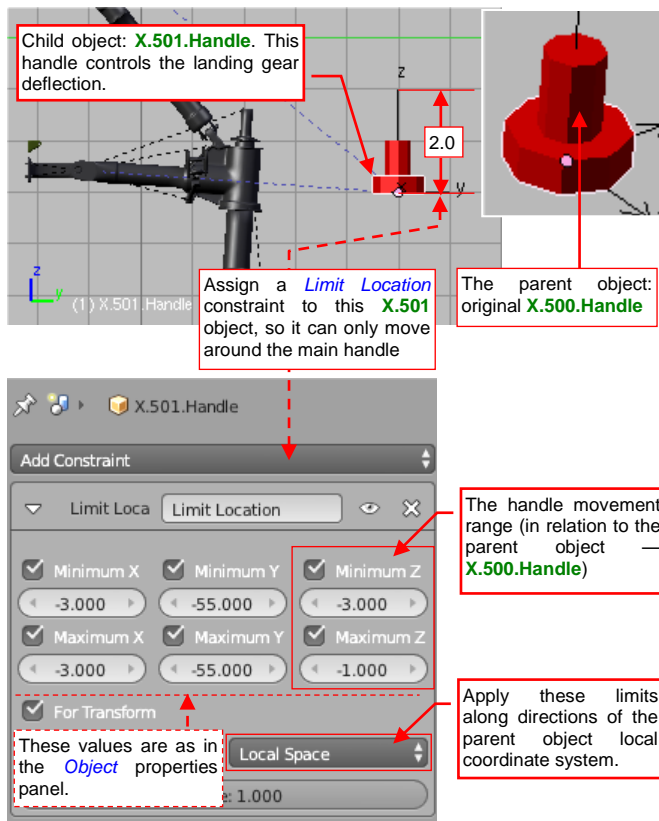 Child object: X.501.Handle. This
handle controls the landing gear
deflection.
z
2.0
y
z
y
(1) X.501.Handle
Assign a Limit Location
constraint to this X.501
object, so it can only move
around the main handle
The parent object:
original X.500.Handle
X.501.Handle
Add Constraint
Limit Loca
Limit Location
Minimum X
Minimum Y
Minimum Z
-3.000
-55.000
-3.000
Maximum X
Maximum Y
Maximum Z
-3.000
-55.000
-1.000
The handle movement
range (in relation to the
parent object —
X.500.Handle)
For Transform
These values are as in
the Object properties
panel.
Local Space
e: 1.000
Apply these limits
along directions of the
parent object local
coordinate system.